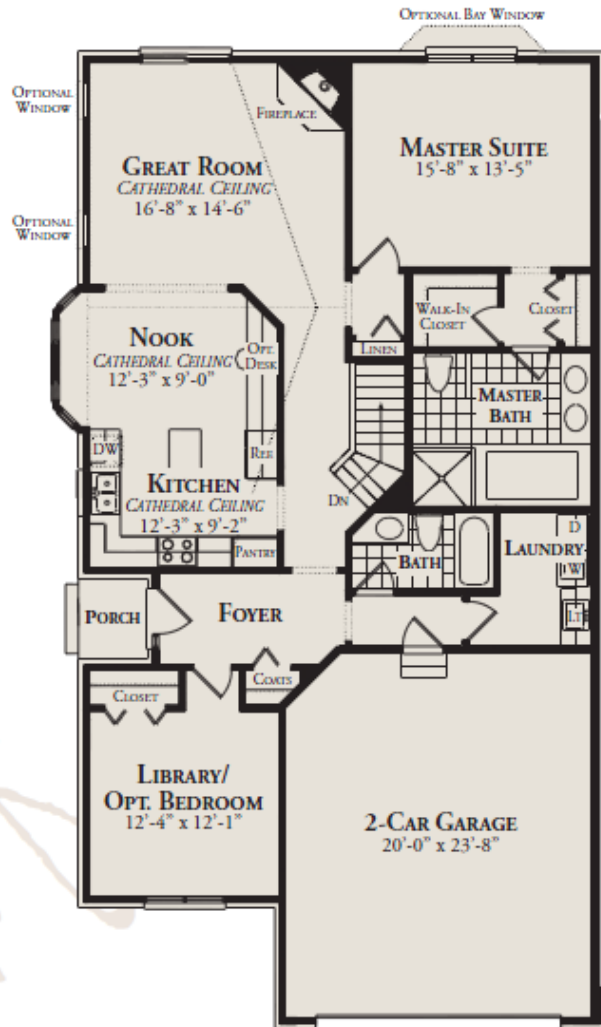 OPTIONAL BAY WINDOW
OPTIONAL
WINDOW
FIREPLACE
GREAT ROOM
CATHEDRAL CEILING
16'-8" x 14'-6"
MASTER SUITE
15'-8" x 13'-5"
OPTIONAL
WINDOW
WALK-IN
CLOSET
CLOSET
NOOK
CATHEDRAL CEILING
12'-3" x 9'-0"
OPT.
DESK
LINEN
MASTER
BATH
DW
REF
KITCHEN
CATHEDRAL CEILING
12'-3" x 9'-2"
DN
PANTRY
BATH
LAUNDRY
D
W
LT
PORCH
FOYER
COATS
CLOSET
LIBRARY/
OPT. BEDROOM
12'-4" x 12'-1"
2-CAR GARAGE
20'-0" x 23'-8"